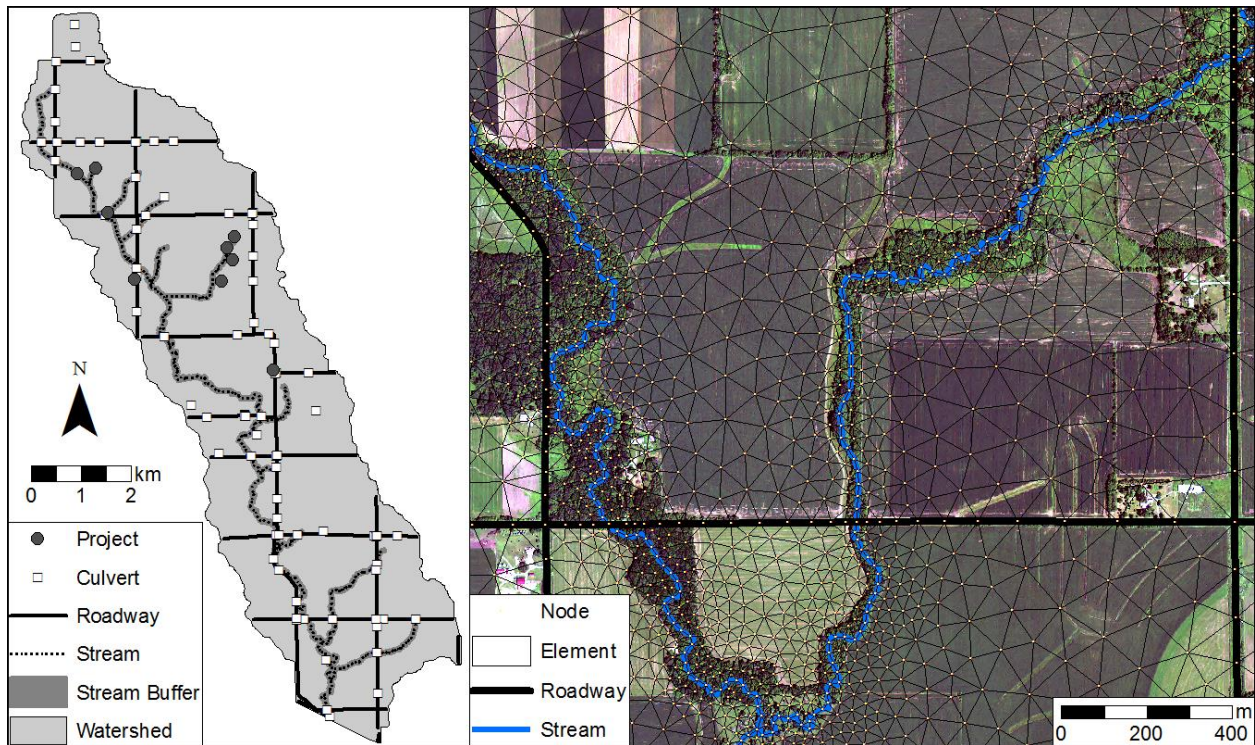 N
km
0 1 2
Project
Culvert
Roadway
Stream
Stream Buffer
Watershed
Node
Element
Roadway
Stream
m
0 200 400